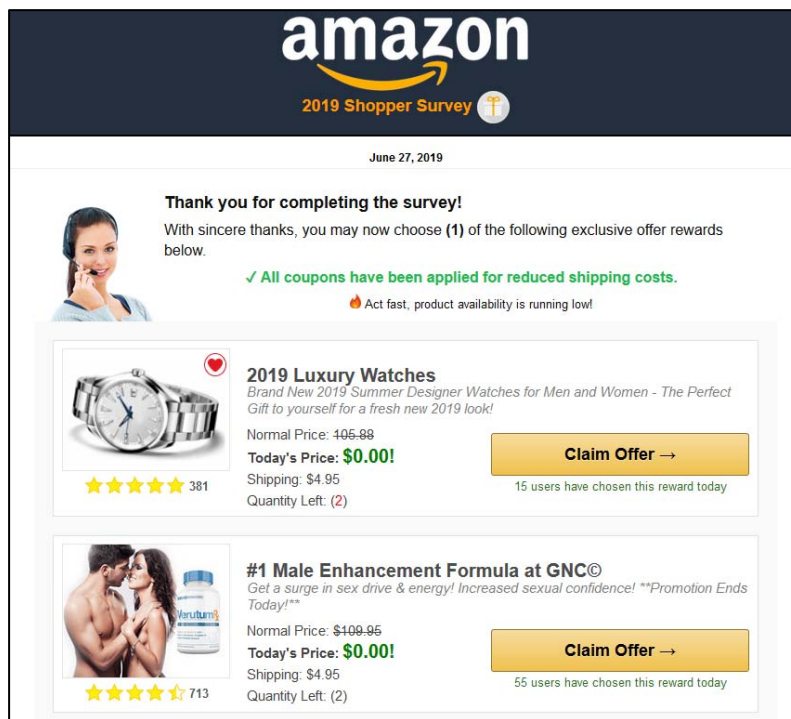 amazon
2019 Shopper Survey
June 27, 2019
Thank you for completing the survey!
With sincere thanks, you may now choose (1) of the following exclusive offer rewards
below.
✓ All coupons have been applied for reduced shipping costs.
Act fast, product availability is running low!
2019 Luxury Watches
Brand New 2019 Summer Designer Watches for Men and Women - The Perfect
Gift to yourself for a fresh new 2019 look!
Normal Price: 105.88
Today's Price: $0.00!
Shipping: $4.95
Quantity Left: (2)
381
Claim Offer →
15 users have chosen this reward today
#1 Male Enhancement Formula at GNC©
Get a surge in sex drive & energy! Increased sexual confidence! **Promotion Ends
Today!**
Normal Price: $109.95
Today's Price: $0.00!
Shipping: $4.95
Quantity Left: (2)
713
Claim Offer →
55 users have chosen this reward today